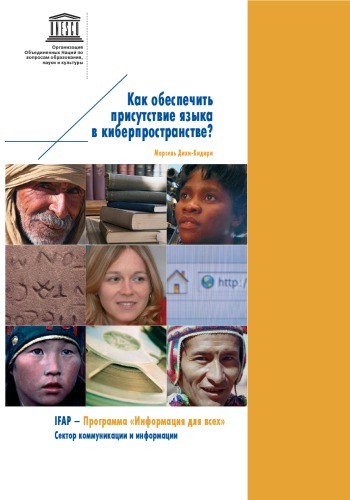 UNESCO
Организация
Объединенных Наций по
вопросам образования,
науки и культуры
Как обеспечить
присутствие языка
в киберпространстве?
Марсель Дики-Кидири
http:/
IFAP – Программа «Информация для всех»
Сектор коммуникации и информации